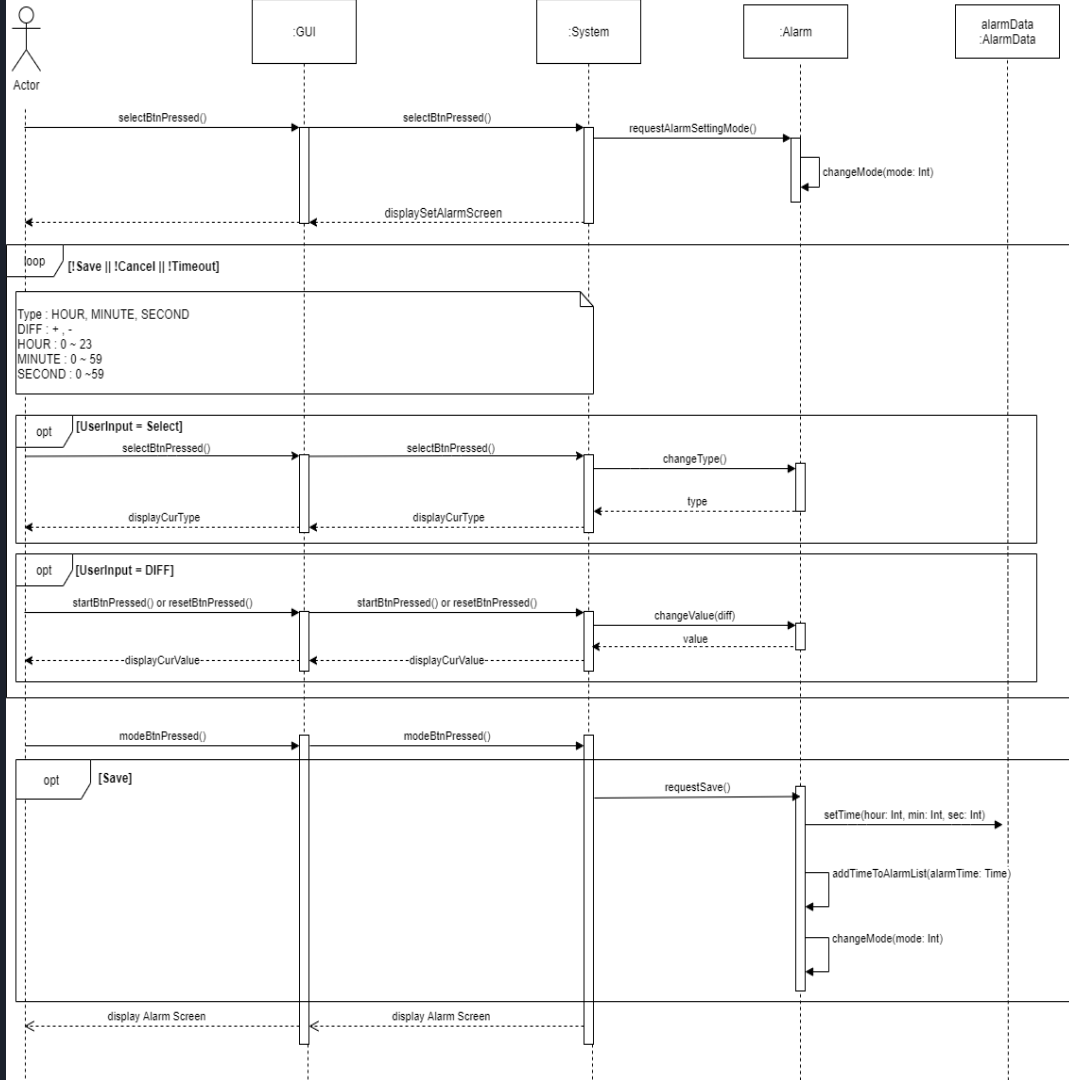 :GUI
:System
:Alarm
alarmData
:AlarmData
Actor
selectBtnPressed()
selectBtnPressed()
requestAlarmSettingMode()
changeMode(mode: Int)
displaySetAlarmScreen
loop
[!Save || !Cancel || !Timeout]
Type : HOUR, MINUTE, SECOND
DIFF : + , -
HOUR : 0 ~ 23
MINUTE : 0 ~ 59
SECOND : 0 ~59
opt
[UserInput = Select]
selectBtnPressed()
selectBtnPressed()
changeType()
type
displayCurType
displayCurType
opt
[UserInput = DIFF]
startBtnPressed() or resetBtnPressed()
startBtnPressed() or resetBtnPressed()
changeValue(diff)
value
displayCurValue
displayCurValue
modeBtnPressed()
modeBtnPressed()
opt
[Save]
requestSave()
setTime(hour: Int, min: Int, sec: Int)
addTimeToAlarmList(alarmTime: Time)
changeMode(mode: Int)
display Alarm Screen
display Alarm Screen